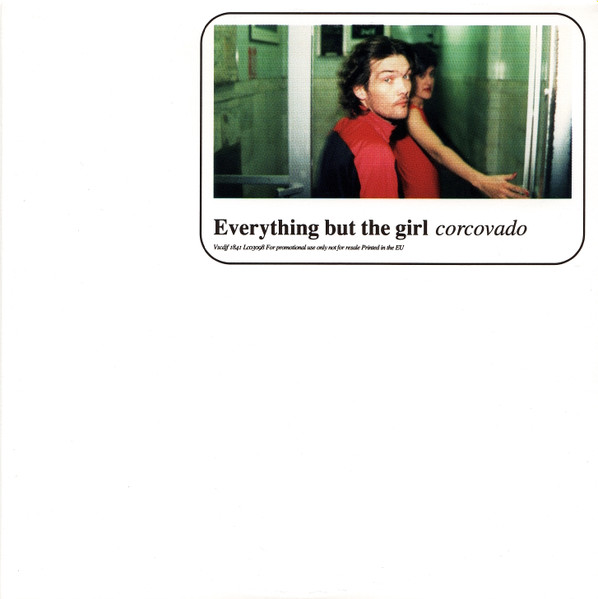 Everything but the girl corcovado
Vscdjf 1841 Lc03098 For promotional use only not for resale Printed in the EU